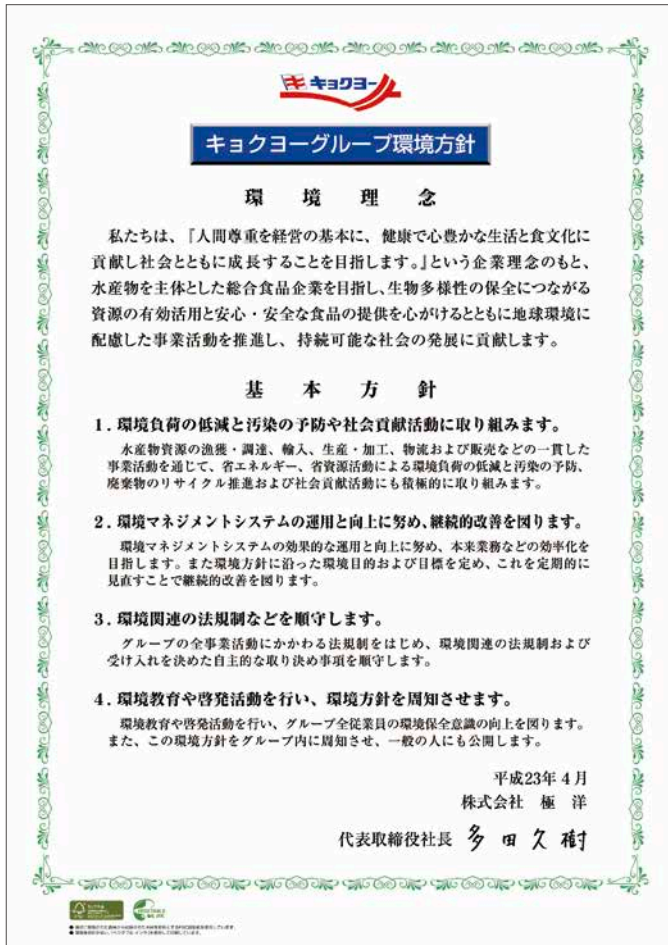 キョクヨー
キョクヨーグループ環境方針
環境理念
私たちは、『人間尊重を経営の基本に、健康で心豊かな生活と食文化に
貢献し社会とともに成長することを目指します。』という企業理念のもと、
水産物を主体とした総合食品企業を目指し、生物多様性の保全につながる
資源の有効活用と安心・安全な食品の提供を心がけるとともに地球環境に
配慮した事業活動を推進し、持続可能な社会の発展に貢献します。
基本方針
1．環境負荷の低減と汚染の予防や社会貢献活動に取り組みます。
水産物資源の漁獲・調達、輸入、生産・加工、物流および販売などの一貫した
事業活動を通じて、省エネルギー、省資源活動による環境負荷の低減と汚染の予防、
廃棄物のリサイクル推進および社会貢献活動にも積極的に取り組みます。
2．環境マネジメントシステムの運用と向上に努め、継続的改善を図ります。
環境マネジメントシステムの効果的な運用と向上に努め、本来業務などの効率化を
目指します。また環境方針に沿った環境目的および目標を定め、これを定期的に
見直すことで継続的改善を図ります。
3．環境関連の法規制などを順守します。
グループの全事業活動にかかわる法規制をはじめ、環境関連の法規制および
受け入れを決めた自主的な取り決め事項を順守します。
4．環境教育や啓発活動を行い、環境方針を周知させます。
環境教育や啓発活動を行い、グループ全従業員の環境保全意識の向上を図ります。
また、この環境方針をグループ内に周知させ、一般の人にも公開します。
平成23年4月
株式会社 極洋
代表取締役社長 多田久樹